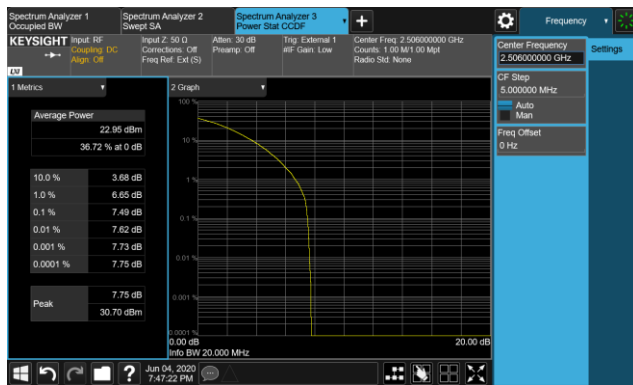 Spectrum Analyzer 1
Occupied BW
Spectrum Analyzer 2
Swept SA
Spectrum Analyzer 3
Power Stat CCDF
Frequency
KEYSIGHT
Input: RF
Coupling: DC
Align: Off
Input Z: 50 Ω
Corrections: Off
Freq Ref: Ext (S)
Atten: 30 dB
Preamp: Off
Trig: External 1
#IF Gain: Low
Center Freq: 2.506000000 GHz
Counts: 1.00 M/1.00 Mpt
Radio Std: None
LXI
Center Frequency
2.506000000 GHz
Settings
CF Step
5.000000 MHz
Auto
Man
Freq Offset
0 Hz
1 Metrics
Average Power
22.95 dBm
36.72 % at 0 dB
10.0 % 3.68 dB
1.0 % 6.65 dB
0.1 % 7.49 dB
0.01 % 7.62 dB
0.001 % 7.73 dB
0.0001 % 7.75 dB
Peak
7.75 dB
30.70 dBm
2 Graph
100 %
10 %
1 %
0.1 %
0.01 %
0.001 %
0.0001 %
0.00 dB
20.00 dB
Info BW 20.000 MHz
Jun 04, 2020
7:47:22 PM